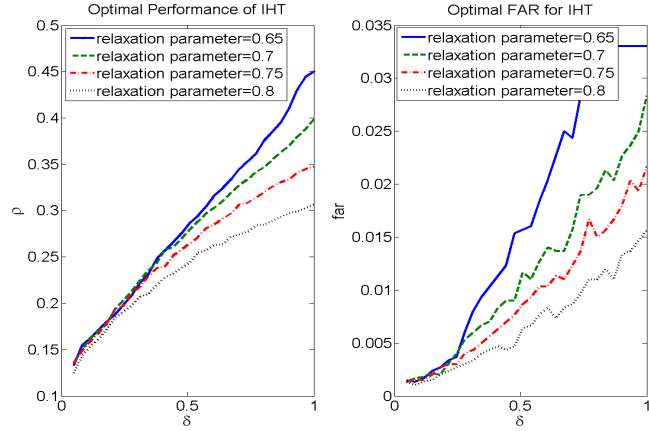 Optimal Performance of IHT
relaxation parameter=0.65
relaxation parameter=0.7
relaxation parameter=0.75
relaxation parameter=0.8
0.5
0.45
0.4
0.35
0.3
0.25
0.2
0.15
0.1
ρ
0
0.5
1
δ
Optimal FAR for IHT
relaxation parameter=0.65
relaxation parameter=0.7
relaxation parameter=0.75
relaxation parameter=0.8
0.035
0.03
0.025
0.02
0.015
0.01
0.005
0
far
0
0.5
1
δ